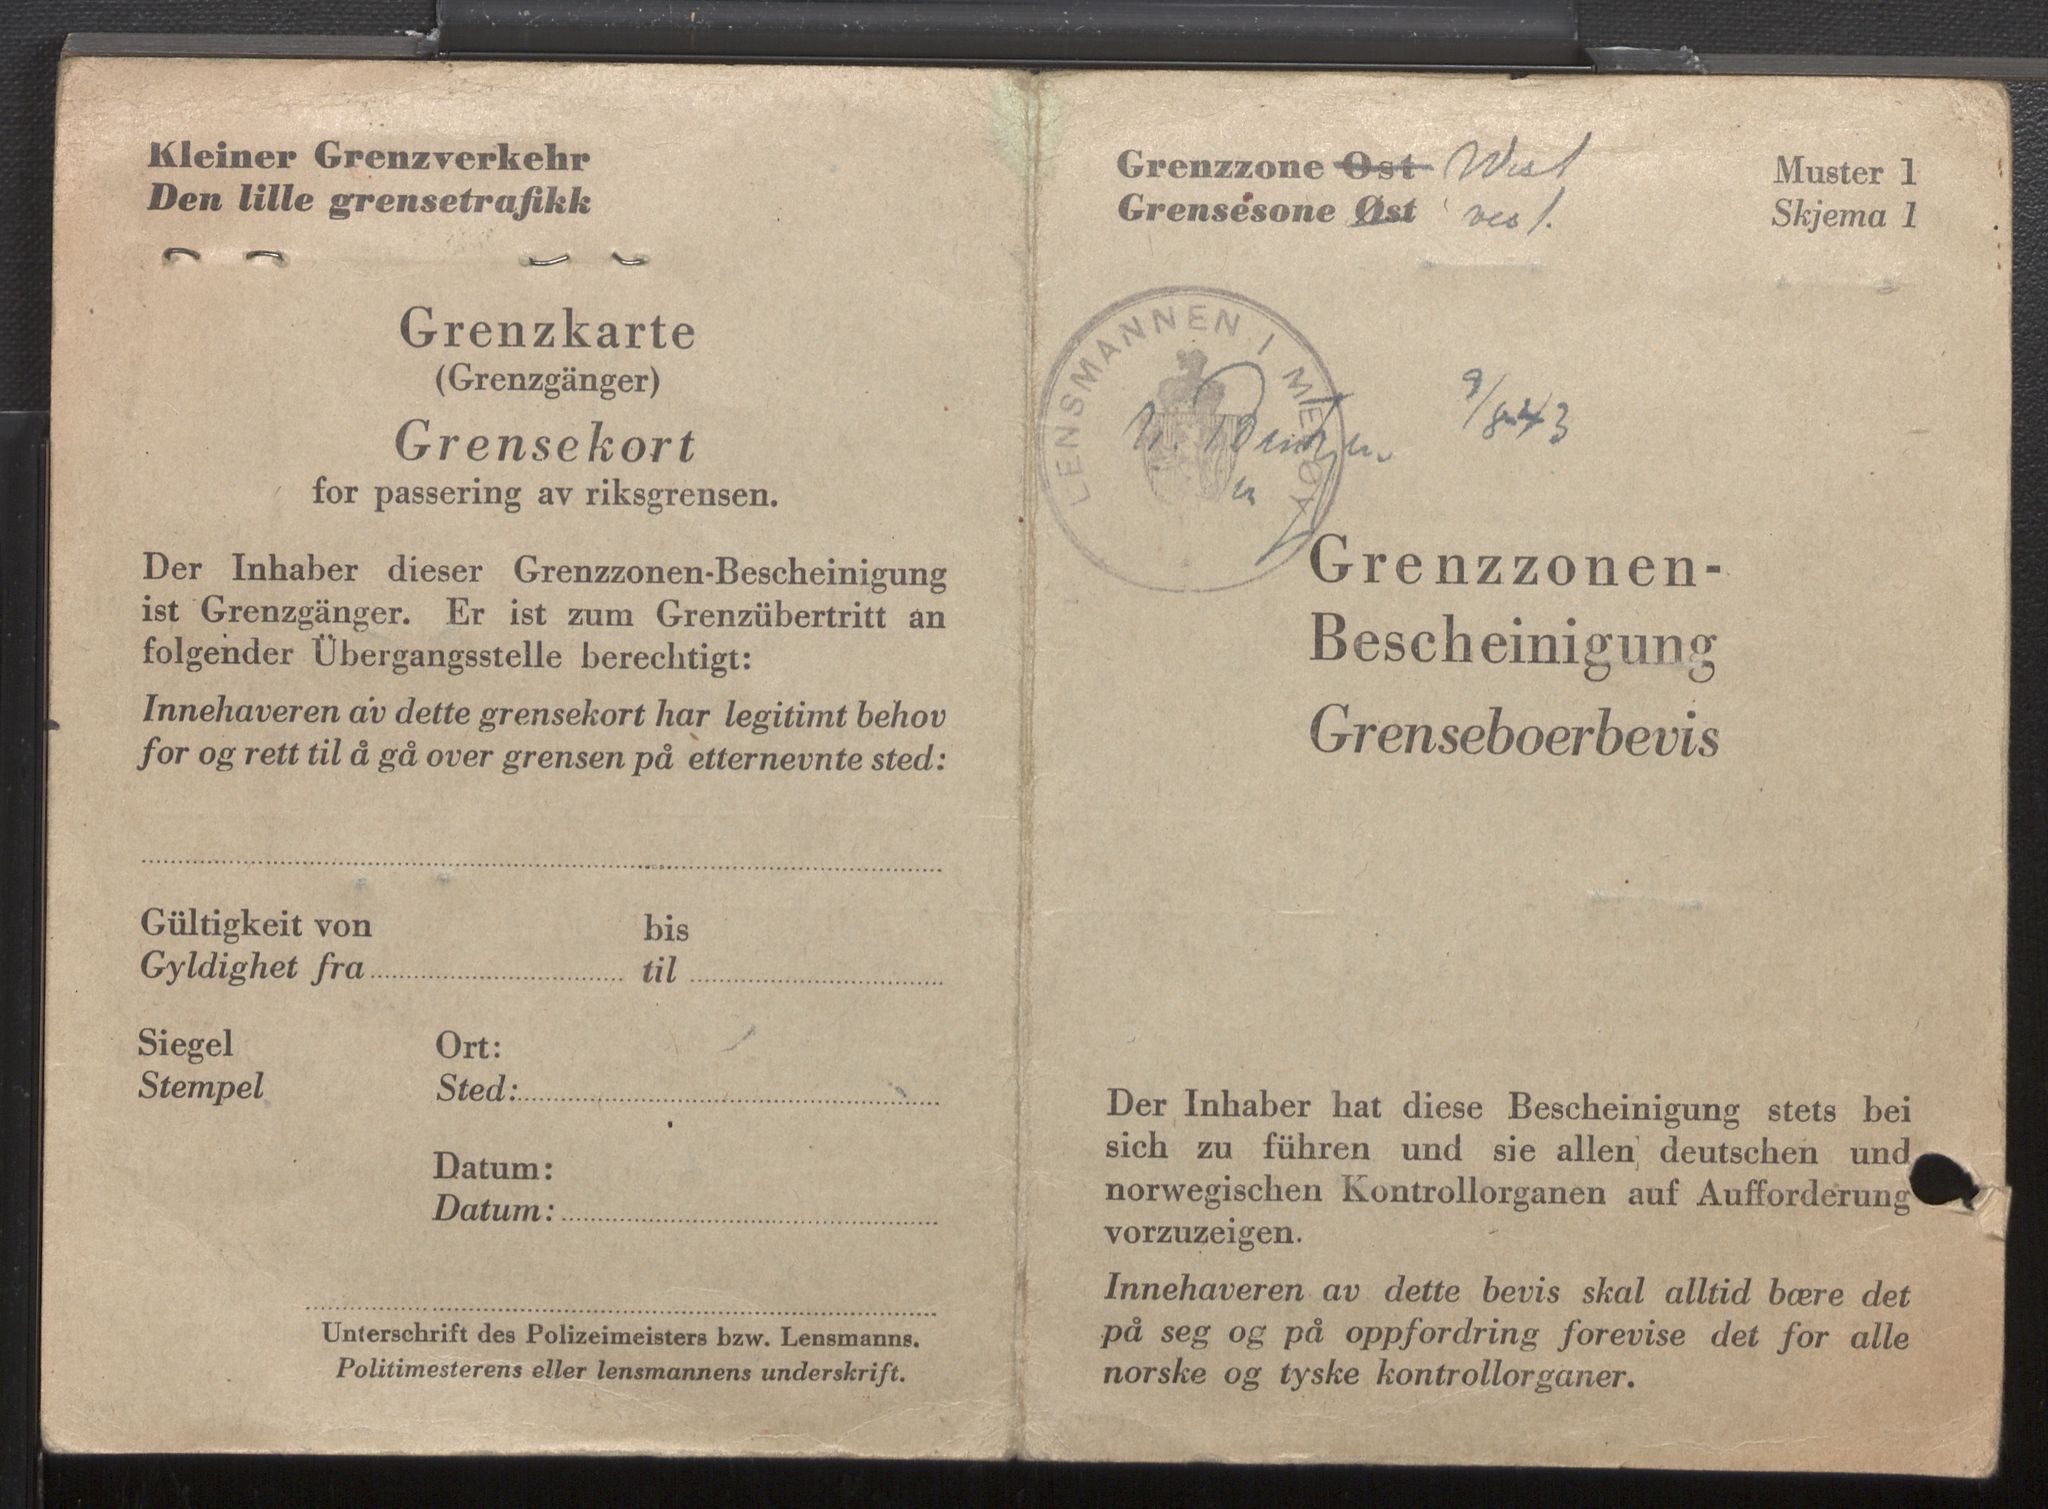 Kleiner Grenzverkehr
Den lille grensetrafikk
Grenzkarte
(Grenzgänger)
Grensekort
for passering av riksgrensen.
Der Inhaber dieser Grenzzonen-Bescheinigung
ist Grenzgänger. Er ist zum Grenzübertritt an
folgender Übergangsstelle berechtigt:
Innehaveren av dette grensekort har legitimt behov
for og rett til å gå over grensen på etternevnte sted:
Gültigkeit von bis
Gyldighet fra til
Siegel Ort:
Stempel Sted:
Datum:
Datum:
Unterschrift des Polizeimeisters bzw. Lensmanns.
Politimesterens eller lensmannens underskrift.
Grenzzone Ost West
Grensesone Øst vest.
Muster 1
Skjema 1
LENSMANNEN I
9/8-43
Grenzzonen-
Bescheinigung
Grenseboerbevis
Der Inhaber hat diese Bescheinigung stets bei
sich zu führen und sie allen deutschen und
norwegischen Kontrollorganen auf Aufforderung
vorzuzeigen.
Innehaveren av dette bevis skal alltid bære det
på seg og på oppfordring forevise det for alle
norske og tyske kontrollorganer.